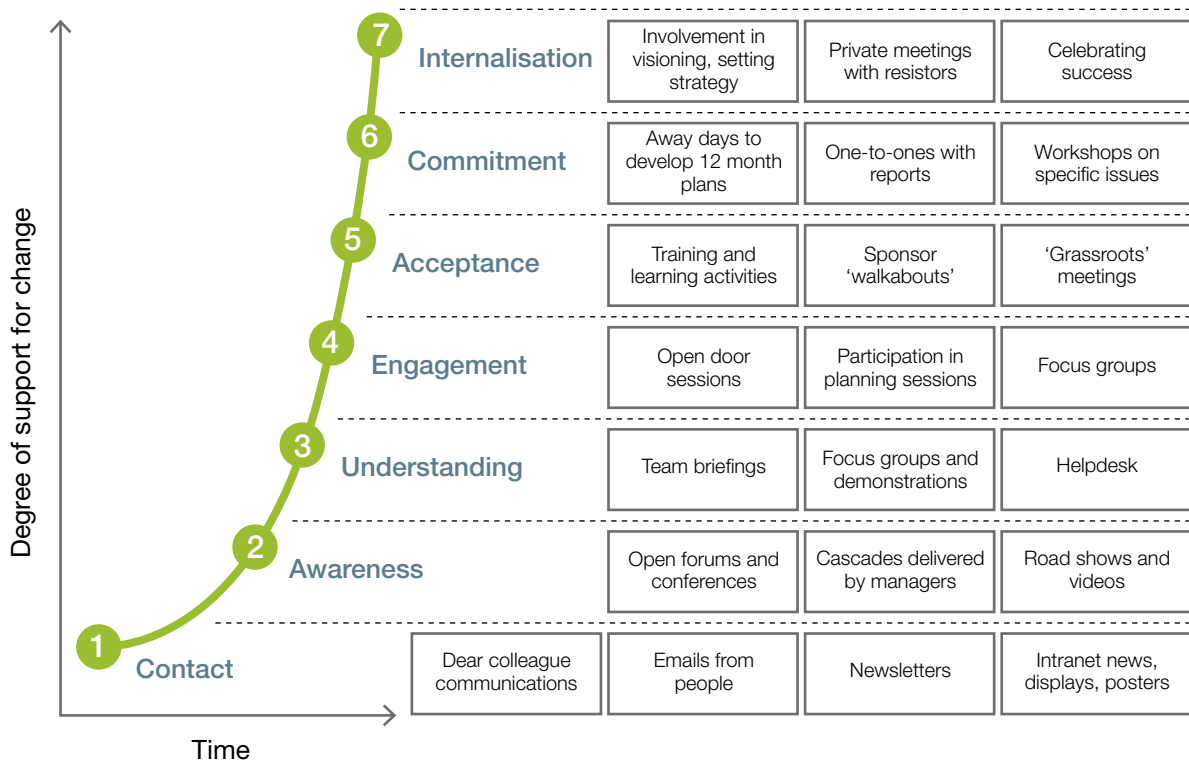 Degree of support for change
7
Internalisation
Involvement in
visioning, setting
strategy
Private meetings
with resistors
Celebrating
success
6
Commitment
Away days to
develop 12 month
plans
One-to-ones with
reports
Workshops on
specific issues
5
Acceptance
Training and
learning activities
Sponsor
‘walkabouts’
‘Grassroots’
meetings
4
Engagement
Open door
sessions
Participation in
planning sessions
Focus groups
3
Understanding
Team briefings
Focus groups and
demonstrations
Helpdesk
2
Awareness
Open forums and
conferences
Cascades delivered
by managers
Road shows and
videos
1
Contact
Dear colleague
communications
Emails from
people
Newsletters
Intranet news,
displays, posters
Time